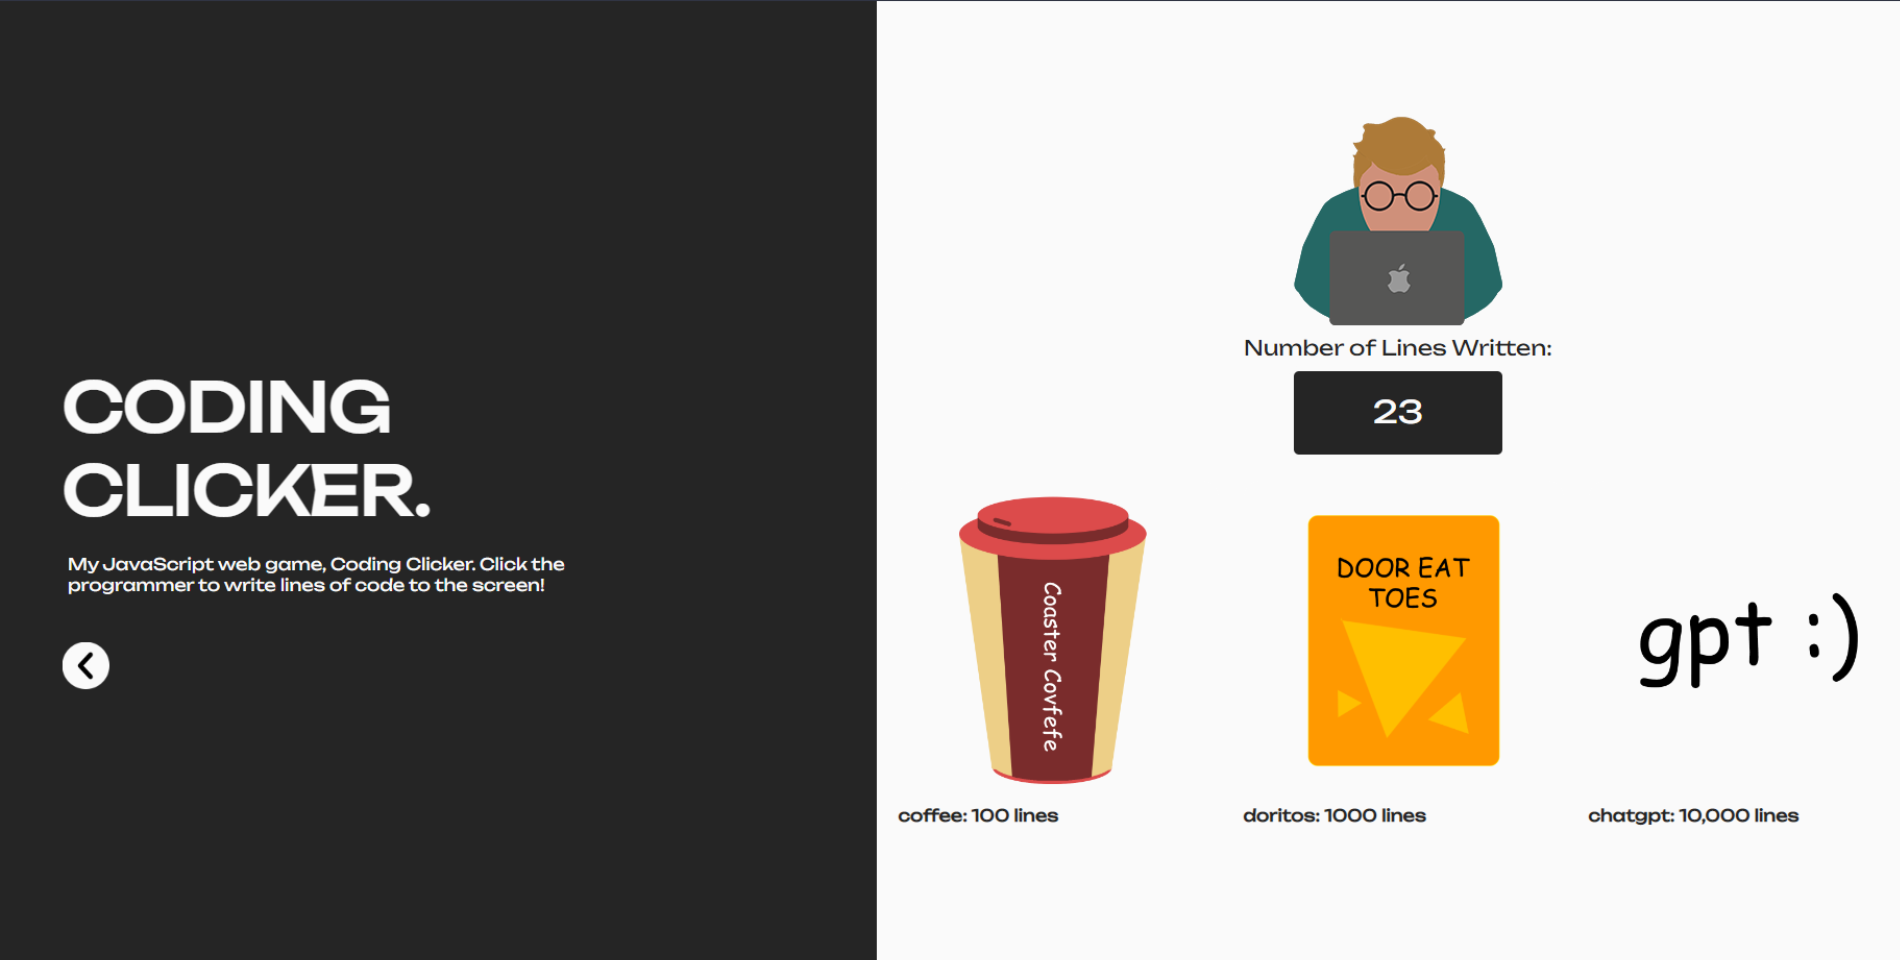 CODING
CLICKER.
My JavaScript web game, Coding Clicker. Click the
programmer to write lines of code to the screen!
Number of Lines Written:
23
Coaster Covfefe
DOOR EAT
TOES
gpt :)
coffee: 100 lines
doritos: 1000 lines
chatgpt: 10,000 lines